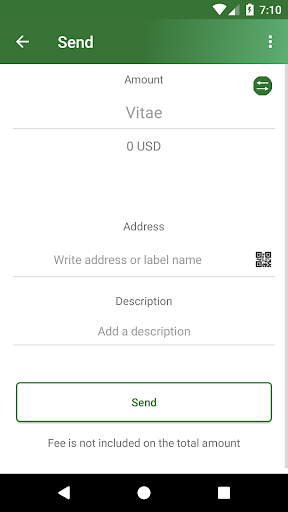 7:10
Send
Amount
Vitae
0 USD
Address
Write address or label name
Description
Add a description
Send
Fee is not included on the total amount